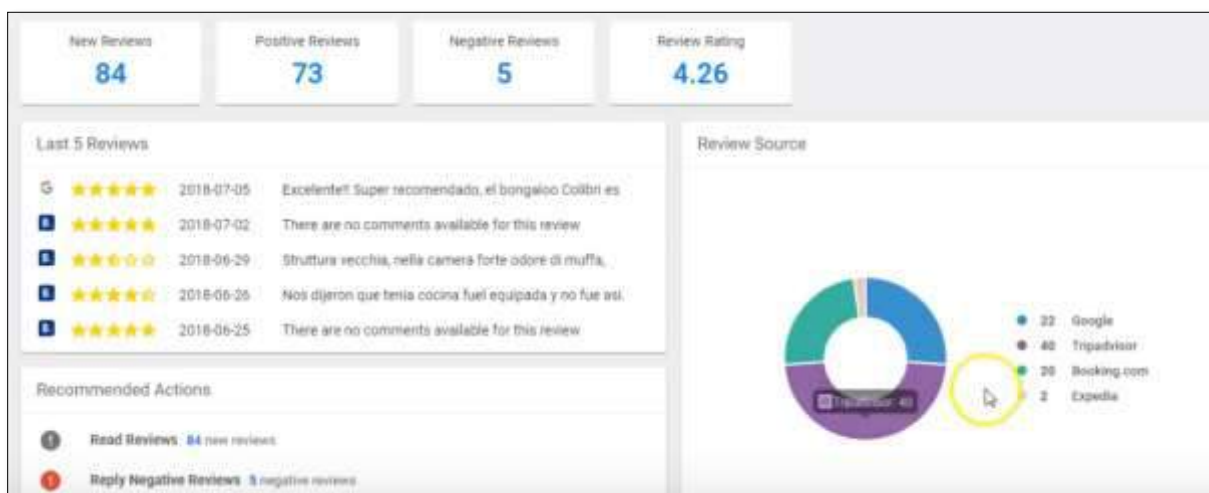 New Reviews
84
Positive Reviews
73
Negative Reviews
5
Review Rating
4.26
Last 5 Reviews
G 2018-07-05 Excelente!! Super recomendado, el bongaloo Colibri es
B. 2018-07-02 There are no comments available for this review
B. 2018-06-29 Struttura vecchia, nella camera forte odore di muffa,
B. 2018-06-26 Nos dijeron que tenia cocina fuel equipada y no fue asi.
B. 2018-06-25 There are no comments available for this review
Recommended Actions
Read Reviews 84 new reviews
Reply Negative Reviews 5 negative reviews
Review Source
Tripadvisor: 40
22 Google
40 Tripadvisor
20 Booking.com
2 Expedia